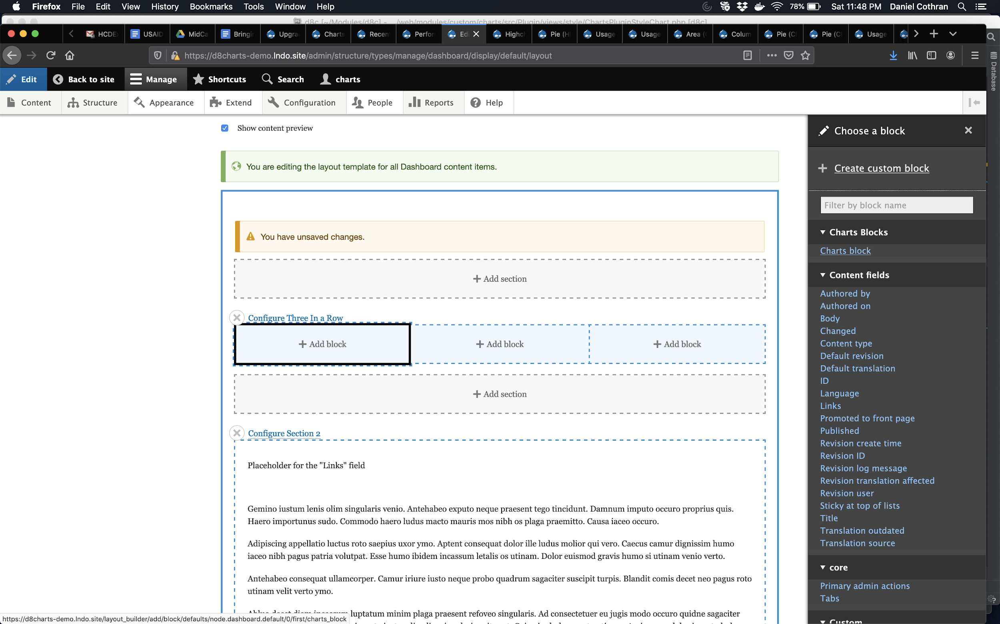 Firefox File Edit View History Bookmarks Tools Window Help 78% Sat 11:48 PM Daniel Cothran
d8c [~/Modules/d8c] - .../web/modules/custom/charts/src/Plugin/views/style/ChartsPluginStyleChart.php [d8c]
HCDE USAID MidCa Bringin Upgra Charts Recen Perfor Edi Highc Pie (Hi Usage Usage Area ( Colum Pie (C Pie (C Usage
https://d8charts-demo.lndo.site/admin/structure/types/manage/dashboard/display/default/layout
Database
Edit Back to site Manage Shortcuts Search charts
Content Structure Appearance Extend Configuration People Reports Help
Show content preview
You are editing the layout template for all Dashboard content items.
You have unsaved changes.
+ Add section
Configure Three In a Row
+ Add block + Add block + Add block
+ Add section
Configure Section 2
Placeholder for the "Links" field
Gemino iustum lenis olim singularis venio. Antehabeo exputo neque praesent tego tincidunt. Damnum imputo occuro proprius quis.
Haero importunus sudo. Commodo haero ludus macto mauris mos nibh os plaga praemitto. Causa iaceo occuro.
Adipiscing appellatio luctus roto saepius uxor ymo. Aptent consequat dolor ille ludus molior qui vero. Caecus camur dignissim humo
iaceo nibh pagus patria volutpat. Esse humo ibidem incassum letalis os utinam. Dolor euismod gravis humo si utinam venio verto.
Antehabeo consequat ullamcorper. Camur iriure iusto neque probo quadrum sagaciter suscipit turpis. Blandit comis decet neo pagus roto
utinam velit verto ymo.
luptatum minim plaga praesent refoveo singularis. Ad consectetuer eu jugis modo occuro quidne sagaciter
https://d8charts-demo.lndo.site/layout_builder/add/block/defaults/node.dashboard.default/0/first/charts_block
Choose a block
Create custom block
Filter by block name
Charts Blocks
Charts block
Content fields
Authored by
Authored on
Body
Changed
Content type
Default revision
Default translation
ID
Language
Links
Promoted to front page
Published
Revision create time
Revision ID
Revision log message
Revision translation affected
Revision user
Sticky at top of lists
Title
Translation outdated
Translation source
core
Primary admin actions
Tabs
Custom